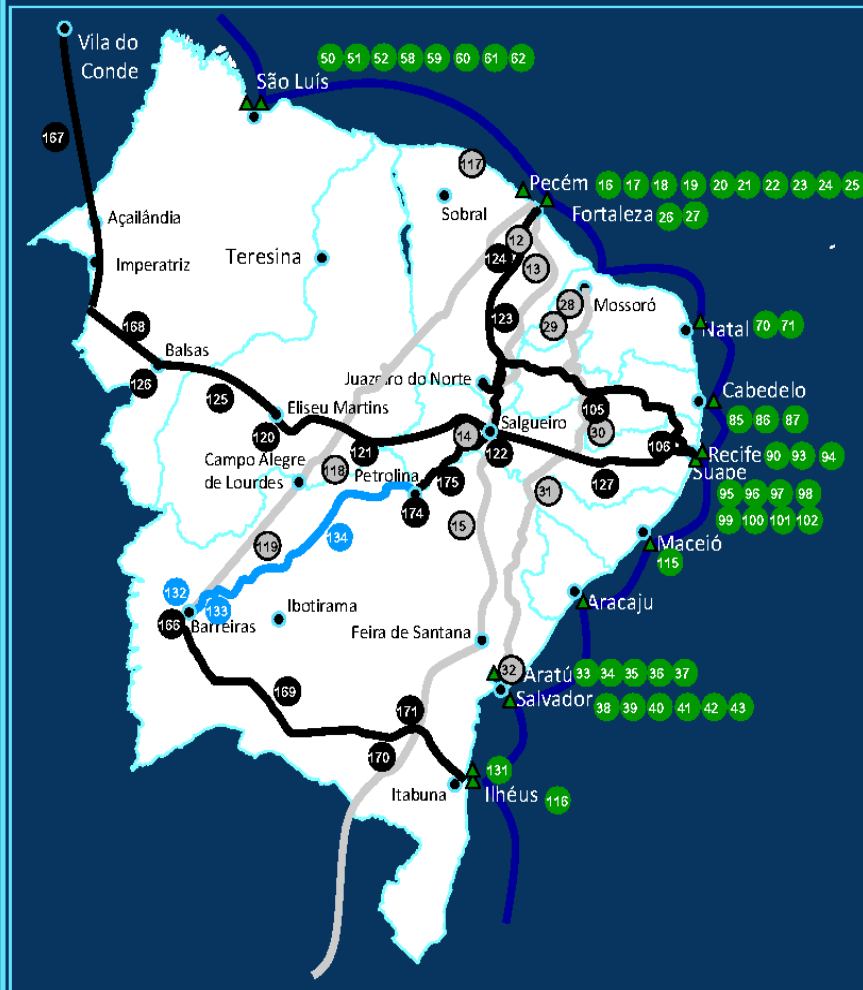 Vila do
Conde
50 51 52 58 59 60 61 62
São Luís
167
117
Pecém 16 17 18 19 20 21 22 23 24 25
Sobral
Fortaleza 26 27
Açailândia
12
Teresina
124
13
Imperatriz
28
Mossoró
168
123
29
Natal 70 71
Balsas
126
Juazeiro do Norte
125
Cabedelo
105
Eliseu Martins
85 86 87
120
Salgueiro
14
30
121
122
106
Recife 90 93 94
Campo Alegre
de Lourdes
118
Petrolina
Suape
175
127
31
95 96 97 98
174
99 100 101 102
15
134
119
Maceió
115
132
133
Ibotirama
Aracaju
166
Barreiras
Feira de Santana
32
Aratú 33 34 35 36 37
169
Salvador
38 39 40 41 42 43
171
170
131
Itabuna
Ilhéus
116